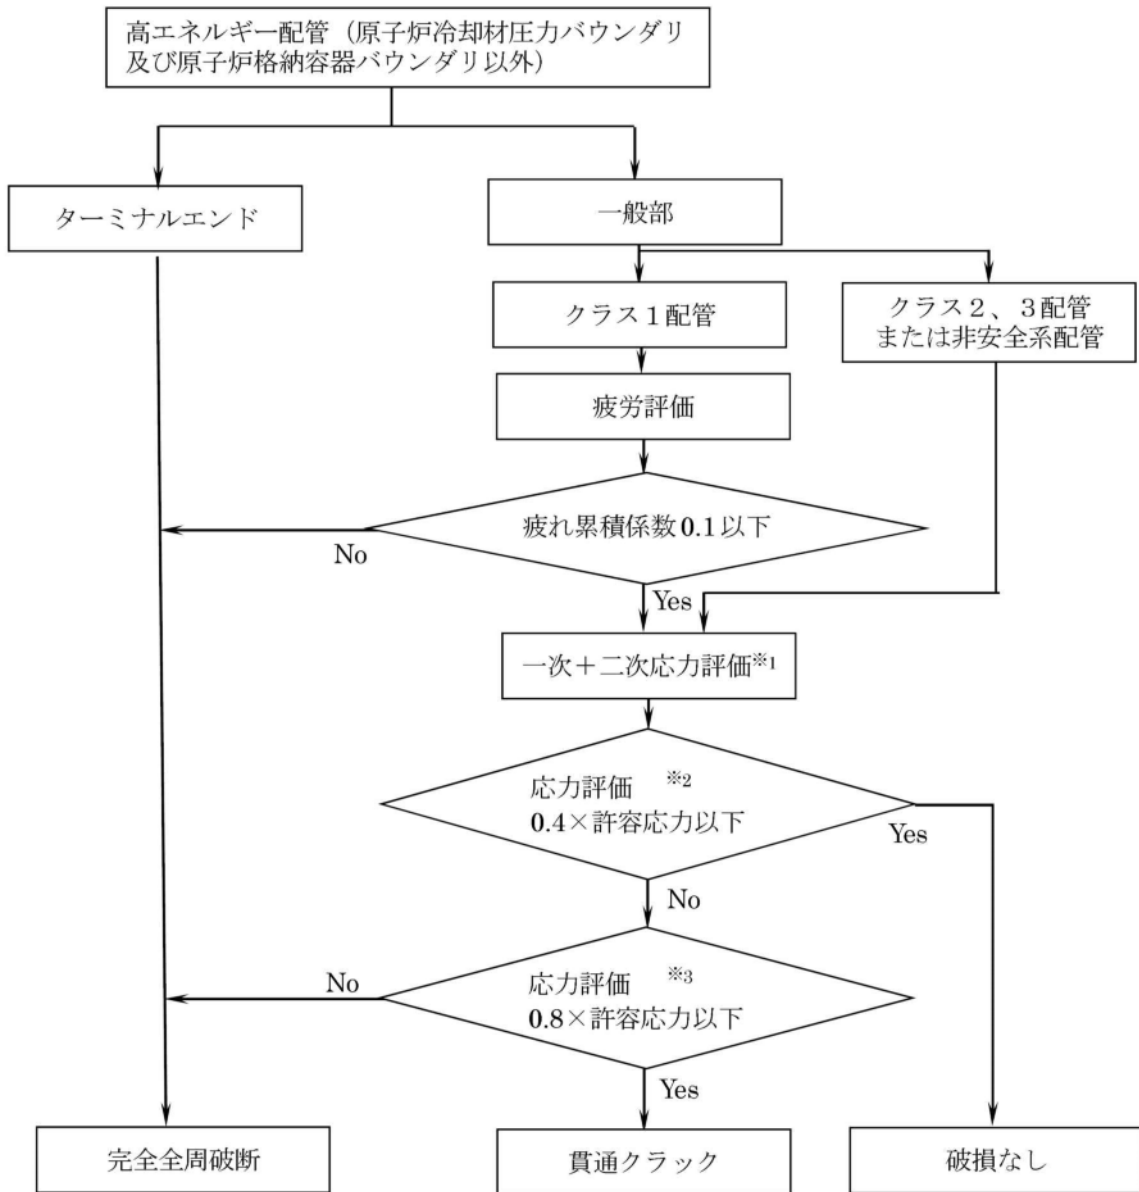 高エネルギー配管（原子炉冷却材圧力バウンダリ
及び原子炉格納容器バウンダリ以外）
ターミナルエンド
一般部
クラス１配管
クラス２、３配管
または非安全系配管
疲労評価
疲れ累積係数 0.1 以下
No
Yes
一次＋二次応力評価※1
応力評価 ※2
0.4×許容応力以下
Yes
No
応力評価 ※3
0.8×許容応力以下
No
Yes
完全全周破断
貫通クラック
破損なし